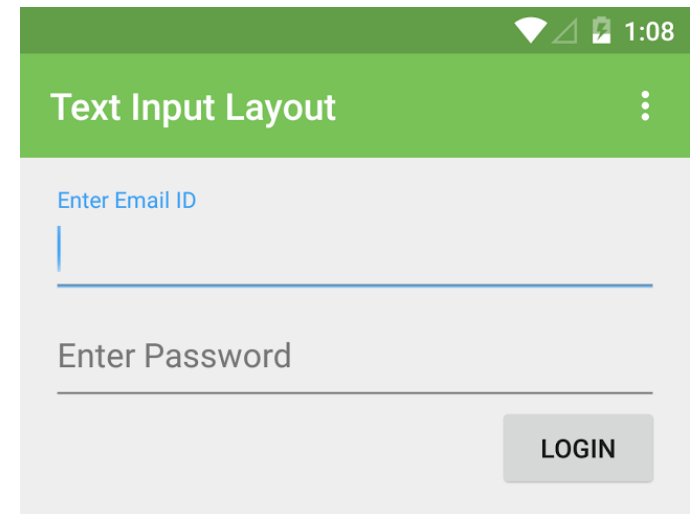 1:08
Text Input Layout
Enter Email ID
Enter Password
LOGIN